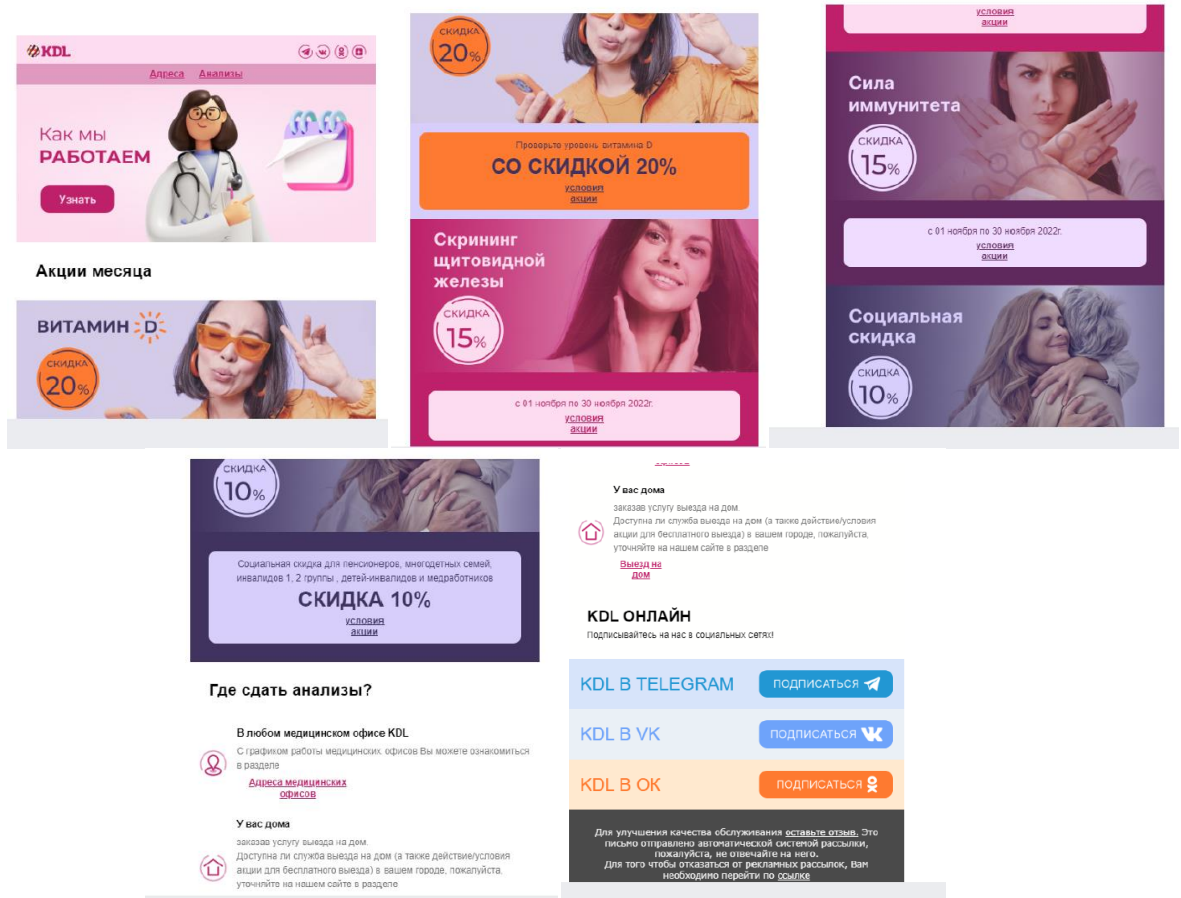 KDL
Адреса Анализы
Как мы
РАБОТАЕМ
Узнать
Акции месяца
ВИТАМИН D
СКИДКА
20%
СКИДКА
20%
Проверьте уровень витамина D
СО СКИДКОЙ 20%
условия
акции
Скрининг
щитовидной
железы
СКИДКА
15%
с 01 ноября по 30 ноября 2022г.
условия
акции
условия
акции
Сила
иммунитета
СКИДКА
15%
с 01 ноября по 30 ноября 2022г.
условия
акции
Социальная
скидка
СКИДКА
10%
СКИДКА
10%
Социальная скидка для пенсионеров, многодетных семей,
инвалидов 1, 2 группы , детей-инвалидов и медработников
СКИДКА 10%
условия
акции
Где сдать анализы?
В любом медицинском офисе KDL
С графиком работы медицинских офисов Вы можете ознакомиться
в разделе
Адреса медицинских
офисов
У вас дома
заказав услугу выезда на дом.
Доступна ли служба выезда на дом (а также действие/условия
акции для бесплатного выезда) в вашем городе, пожалуйста,
уточняйте на нашем сайте в разделе
У вас дома
заказав услугу выезда на дом.
Доступна ли служба выезда на дом (а также действие/условия
акции для бесплатного выезда) в вашем городе, пожалуйста,
уточняйте на нашем сайте в разделе
Выезд на
дом
KDL ОНЛАЙН
Подписывайтесь на нас в социальных сетях!
KDL В TELEGRAM ПОДПИСАТЬСЯ
KDL В VK ПОДПИСАТЬСЯ
KDL В OK ПОДПИСАТЬСЯ
Для улучшения качества обслуживания оставьте отзыв. Это
письмо отправлено автоматической системой рассылки,
пожалуйста, не отвечайте на него.
Для того чтобы отказаться от рекламных рассылок, Вам
необходимо перейти по ссылке